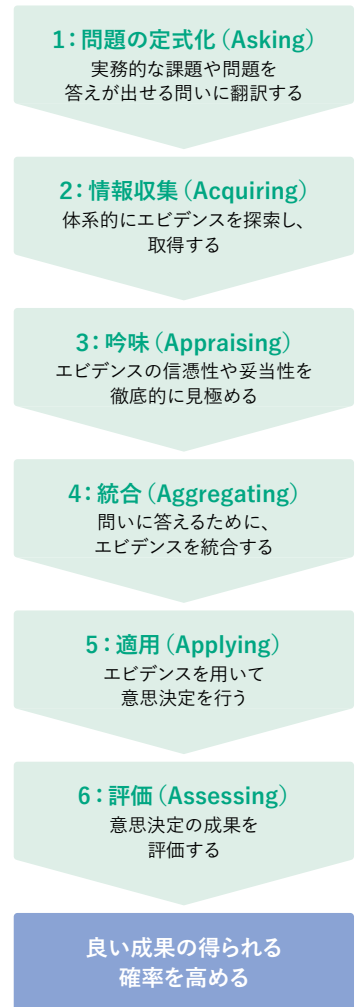 1：問題の定式化（Asking）
実務的な課題や問題を
答えが出せる問いに翻訳する
2：情報収集（Acquiring）
体系的にエビデンスを探索し、
取得する
3：吟味（Appraising）
エビデンスの信憑性や妥当性を
徹底的に見極める
4：統合（Aggregating）
問いに答えるために、
エビデンスを統合する
5：適用（Applying）
エビデンスを用いて
意思決定を行う
6：評価（Assessing）
意思決定の成果を
評価する
良い成果の得られる
確率を高める